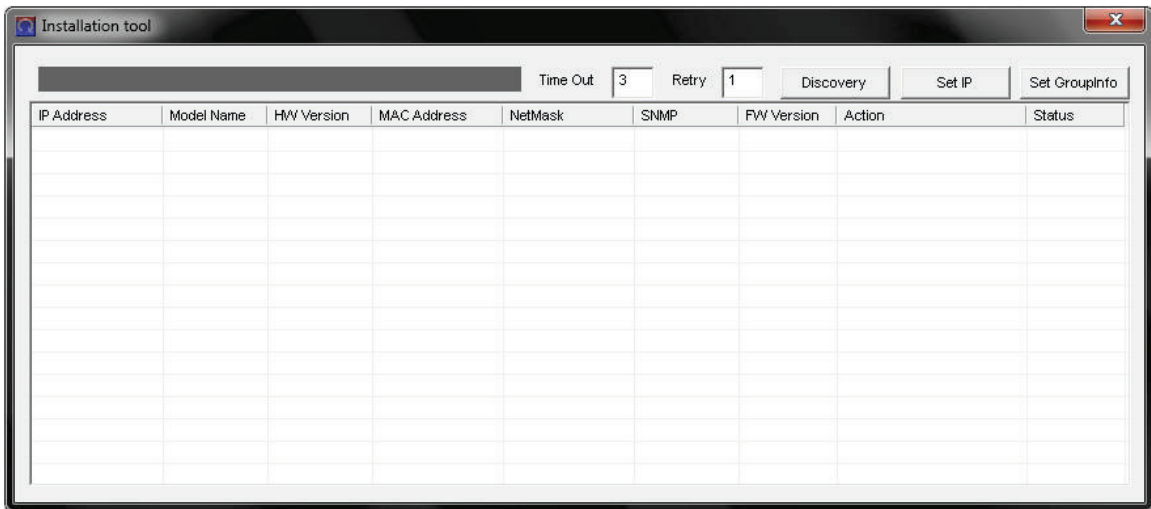 Installation tool
Time Out 3 Retry 1 Discovery Set IP Set GroupInfo
IP Address Model Name HW Version MAC Address NetMask SNMP FW Version Action Status